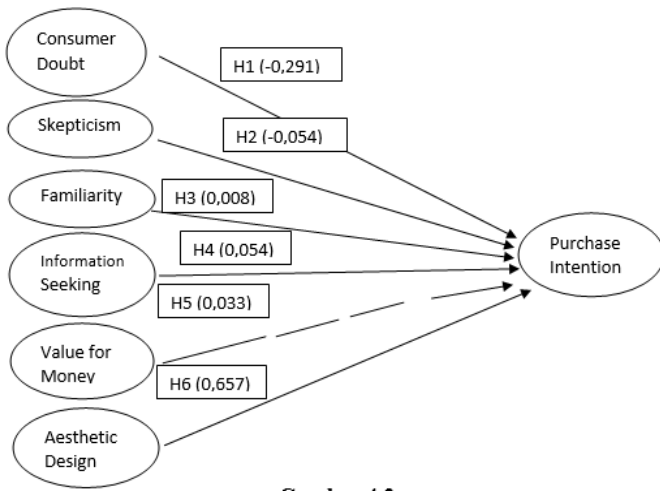 Consumer
Doubt
H1 (-0,291)
Skepticism
H2 (-0,054)
Familiarity
H3 (0,008)
H4 (0,054)
Information
Seeking
Purchase
Intention
H5 (0,033)
Value for
Money
H6 (0,657)
Aesthetic
Design